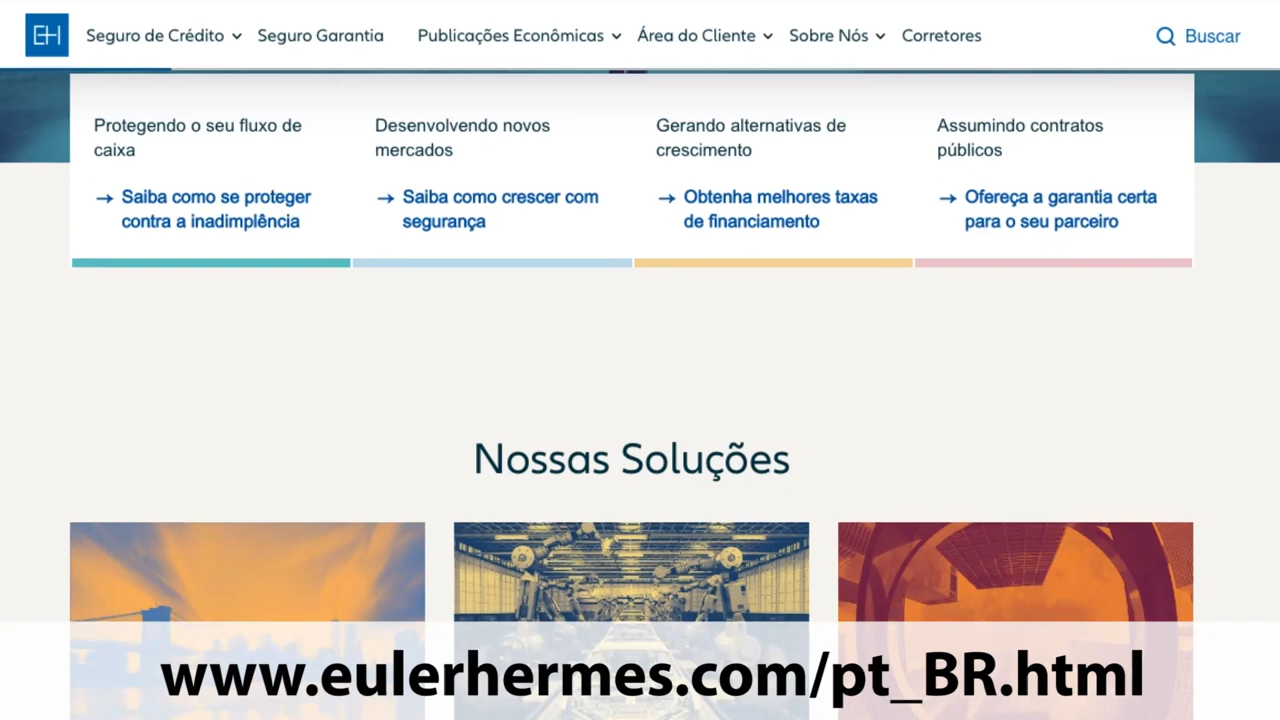 EH Seguro de Crédito Seguro Garantia Publicações Econômicas Área do Cliente Sobre Nós Corretores Buscar
Protegendo o seu fluxo de
caixa
Saiba como se proteger
contra a inadimplência
Desenvolvendo novos
mercados
Saiba como crescer com
segurança
Gerando alternativas de
crescimento
Obtenha melhores taxas
de financiamento
Assumindo contratos
públicos
Ofereça a garantia certa
para o seu parceiro
Nossas Soluções
www.eulerhermes.com/pt_BR.html